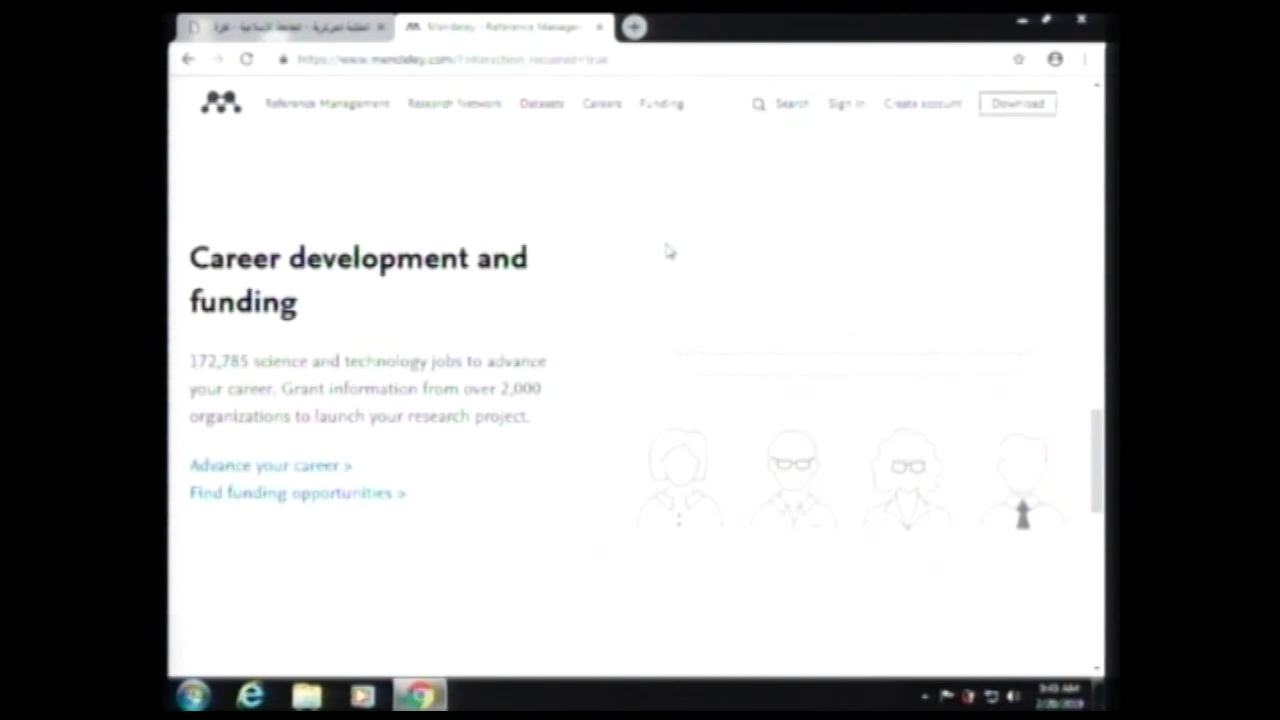 Mendeley - Reference Manager
https://www.mendeley.com/?interaction_required=true
Reference Management Research Network Datasets Careers Funding Search Sign In Create account Download
Career development and
funding
172,785 science and technology jobs to advance
your career. Grant information from over 2,000
organizations to launch your research project.
Advance your career >
Find funding opportunities >